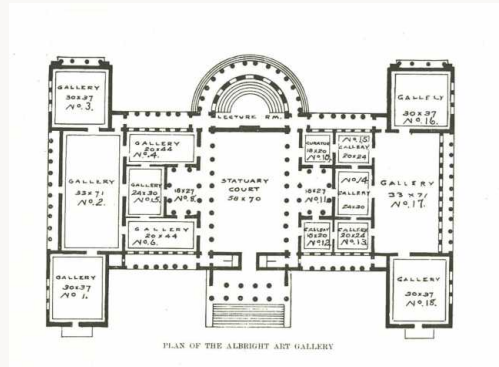 GALLERY
30x37
No. 3.
GALLERY
33x71
No. 2.
GALLERY
30x37
No 1.
GALLERY
20x44
No. 4.
GALLERY
No. 5.
GALLERY
20x44
No. 6.
18x27
No. 8.
LECTURE RM.
STATUARY
COURT
58x70
CURATOR
18x20
No. 10.
18x27
No. 11.
GALLERY
18x20
No. 12.
No. 15.
GALLERY
20x24
No. 14.
GALLERY
24x30
GALLERY
20x24
No. 13.
GALLERY
30x37
No. 16.
GALLERY
33x71
No. 17.
GALLERY
30x37
No. 18.
PLAN OF THE ALBRIGHT ART GALLERY